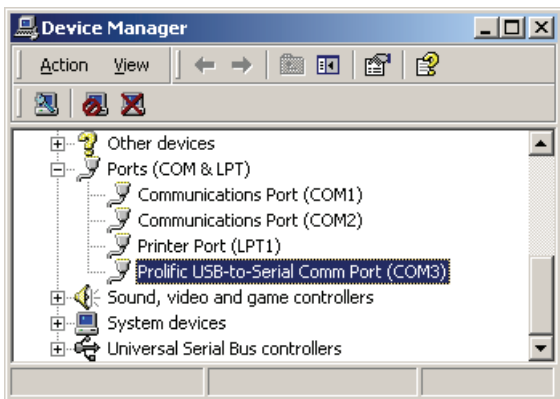 Device Manager
Action View
Other devices
Ports (COM & LPT)
Communications Port (COM1)
Communications Port (COM2)
Printer Port (LPT1)
Prolific USB-to-Serial Comm Port (COM3)
Sound, video and game controllers
System devices
Universal Serial Bus controllers